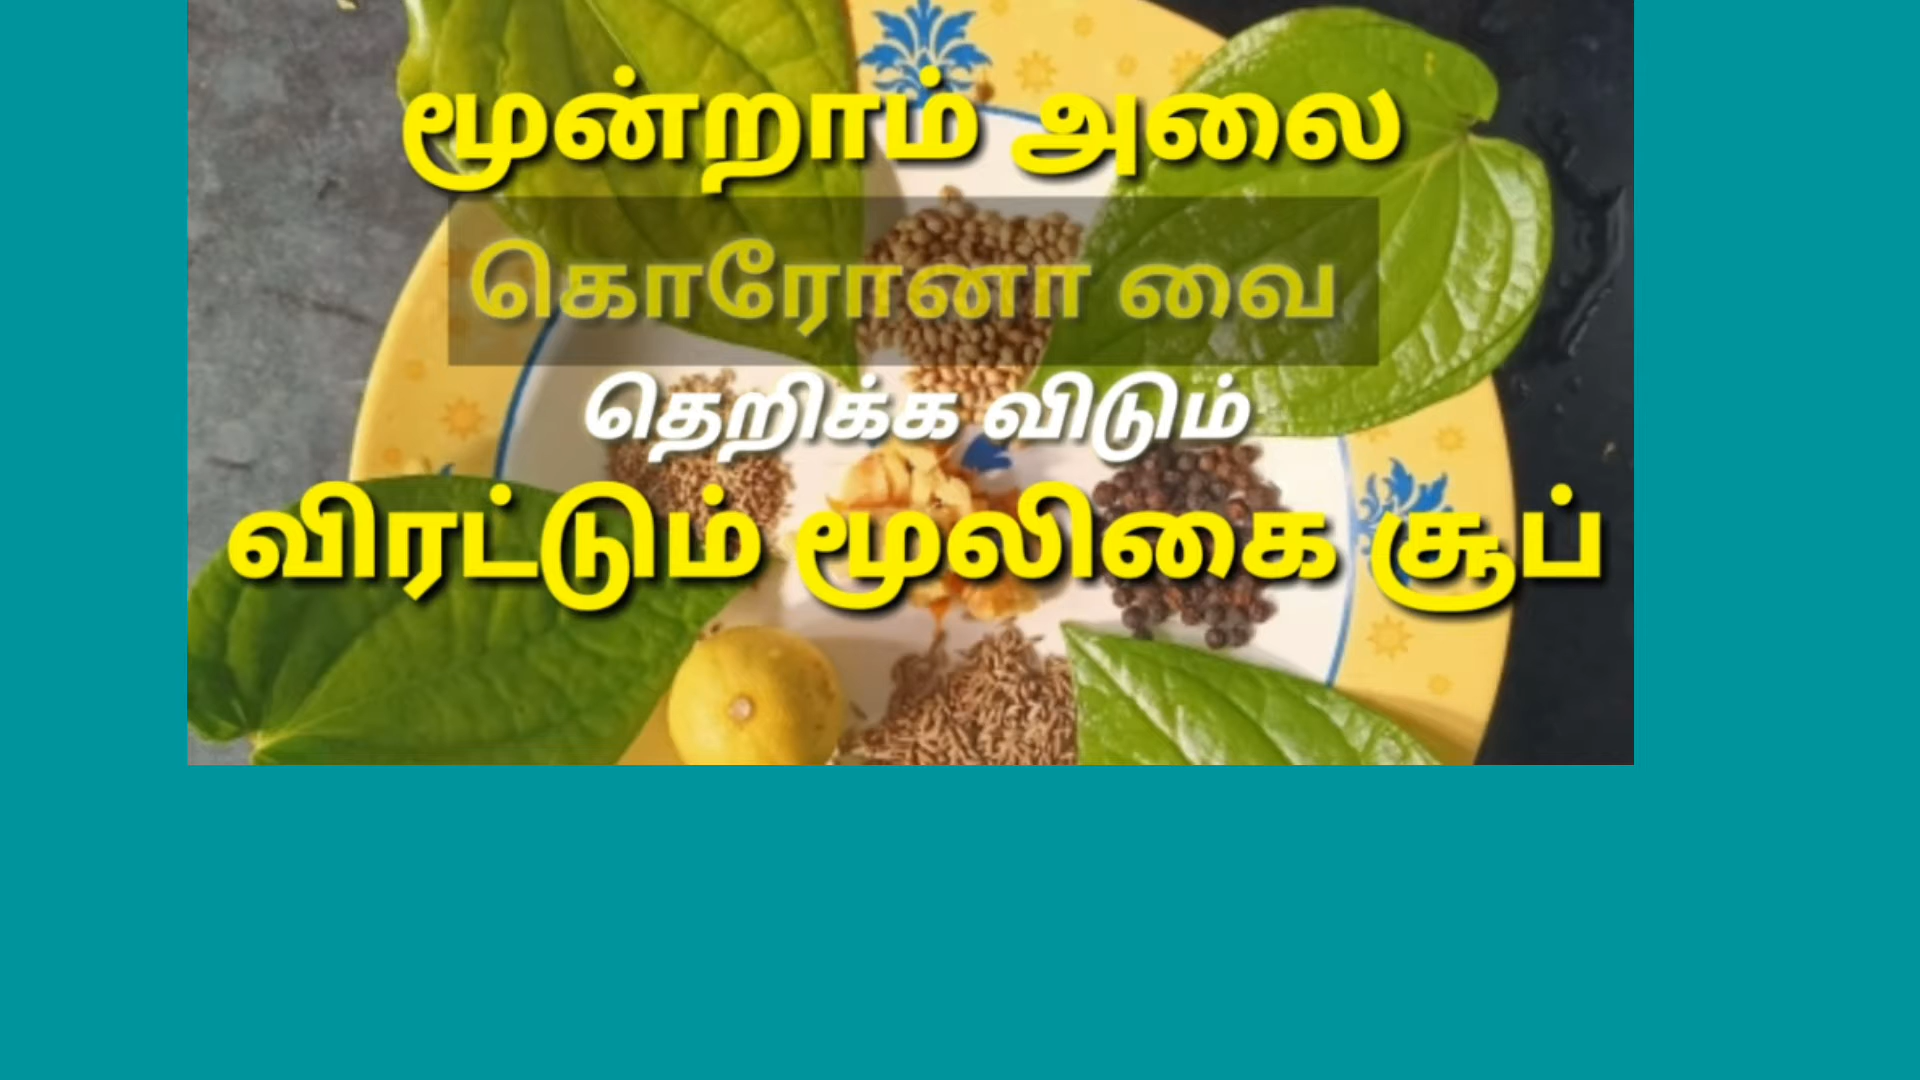 மூன்றாம் அலை
கொரோனா வை
தெறிக்க விடும்
விரட்டும் மூலிகை சூப்